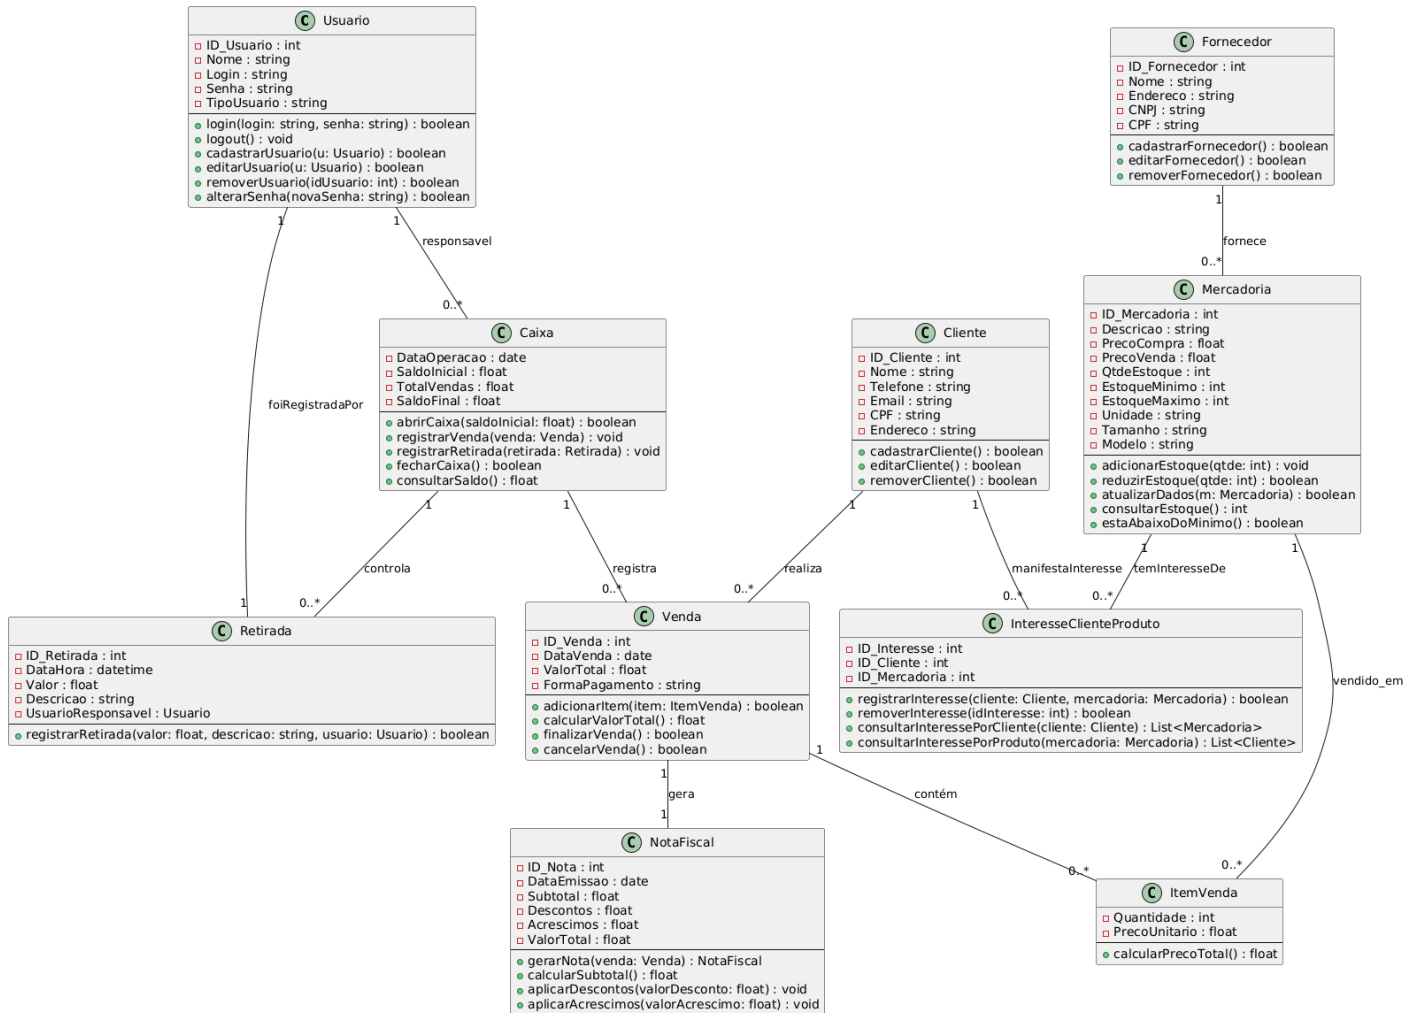 C Usuario
ID_Usuario : int
Nome : string
Login : string
Senha : string
TipoUsuario : string
login(login: string, senha: string) : boolean
logout() : void
cadastrarUsuario(u: Usuario) : boolean
editarUsuario(u: Usuario) : boolean
removerUsuario(idUsuario: int) : boolean
alterarSenha(novaSenha: string) : boolean
C Fornecedor
ID_Fornecedor : int
Nome : string
Endereco : string
CNPJ : string
CPF : string
cadastrarFornecedor() : boolean
editarFornecedor() : boolean
removerFornecedor() : boolean
1
1
responsavel
0..*
1
fornece
0..*
foiRegistradaPor
1
C Caixa
DataOperacao : date
SaldoInicial : float
TotalVendas : float
SaldoFinal : float
abrirCaixa(saldoInicial: float) : boolean
registrarVenda(venda: Venda) : void
registrarRetirada(retirada: Retirada) : void
fecharCaixa() : boolean
consultarSaldo() : float
C Cliente
ID_Cliente : int
Nome : string
Telefone : string
Email : string
CPF : string
Endereco : string
cadastrarCliente() : boolean
editarCliente() : boolean
removerCliente() : boolean
C Mercadoria
ID_Mercadoria : int
Descricao : string
PrecoCompra : float
PrecoVenda : float
QtdeEstoque : int
EstoqueMinimo : int
EstoqueMaximo : int
Unidade : string
Tamanho : string
Modelo : string
adicionarEstoque(qtde: int) : void
reduzirEstoque(qtde: int) : boolean
atualizarDados(m: Mercadoria) : boolean
consultarEstoque() : int
estaAbaixoDoMinimo() : boolean
1
controla
0..*
1
registra
0..*
1
realiza
0..*
1
manifestaInteresse
0..*
1
temInteresseDe
0..*
1
vendido_em
0..*
C Retirada
ID_Retirada : int
DataHora : datetime
Valor : float
Descricao : string
UsuarioResponsavel : Usuario
registrarRetirada(valor: float, descricao: string, usuario: Usuario) : boolean
C Venda
ID_Venda : int
DataVenda : date
ValorTotal : float
FormaPagamento : string
adicionarItem(item: ItemVenda) : boolean
calcularValorTotal() : float
finalizarVenda() : boolean
cancelarVenda() : boolean
C InteresseClienteProduto
ID_Interesse : int
ID_Cliente : int
ID_Mercadoria : int
registrarInteresse(cliente: Cliente, mercadoria: Mercadoria) : boolean
removerInteresse(idInteresse: int) : boolean
consultarInteressePorCliente(cliente: Cliente) : List<Mercadoria>
consultarInteressePorProduto(mercadoria: Mercadoria) : List<Cliente>
1
gera
1
1
contém
0..*
C NotaFiscal
ID_Nota : int
DataEmissao : date
Subtotal : float
Descontos : float
Acrescimos : float
ValorTotal : float
gerarNota(venda: Venda) : NotaFiscal
calcularSubtotal() : float
aplicarDescontos(valorDesconto: float) : void
aplicarAcrescimos(valorAcrescimo: float) : void
C ItemVenda
Quantidade : int
PrecoUnitario : float
calcularPrecoTotal() : float